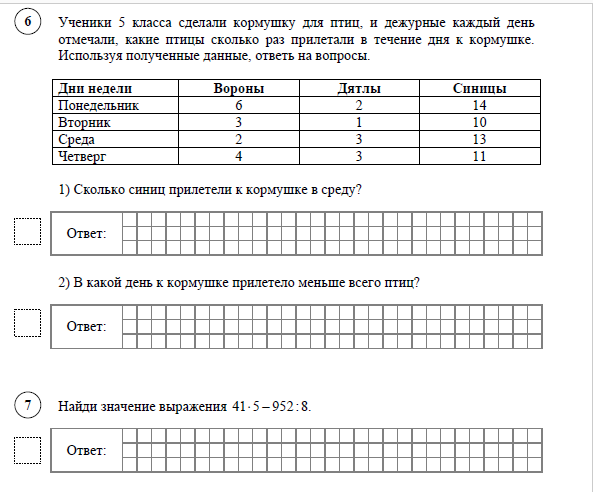 6
Ученики 5 класса сделали кормушку для птиц, и дежурные каждый день
отмечали, какие птицы сколько раз прилетали в течение дня к кормушке.
Используя полученные данные, ответь на вопросы.
Дни недели Вороны Дятлы Синицы
Понедельник 6 2 14
Вторник 3 1 10
Среда 2 3 13
Четверг 4 3 11
1) Сколько синиц прилетели к кормушке в среду?
Ответ:
2) В какой день к кормушке прилетело меньше всего птиц?
Ответ:
7
Найди значение выражения 41·5–952:8.
Ответ: